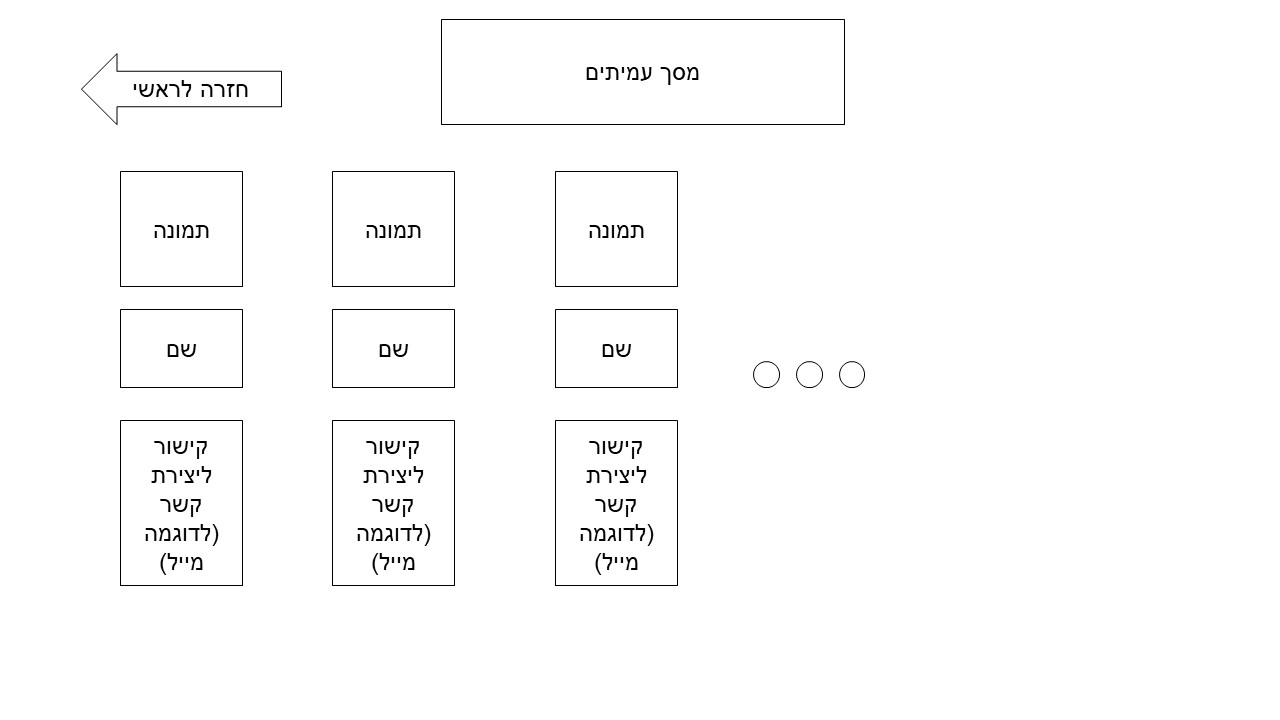 מסך עמיתים
חזרה לראשי
תמונה
תמונה
תמונה
שם
שם
שם
קישור
ליצירת
קשר
(לדוגמה
מייל)
קישור
ליצירת
קשר
(לדוגמה
מייל)
קישור
ליצירת
קשר
(לדוגמה
מייל)